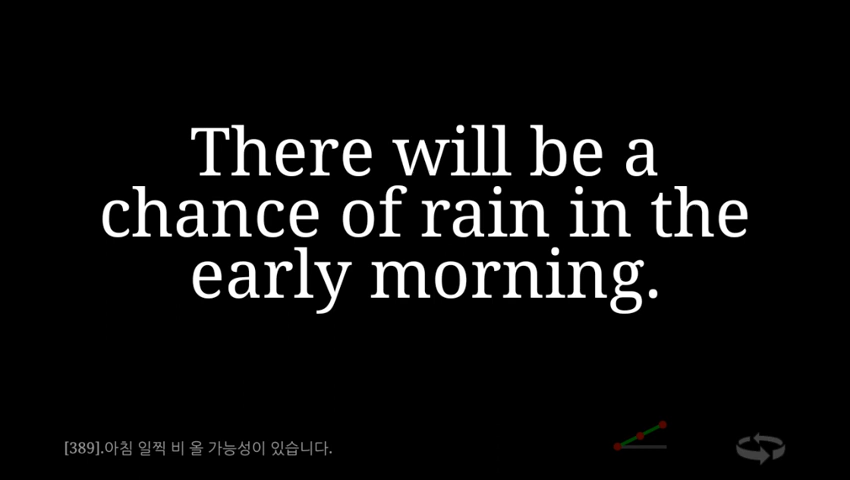 There will be a
chance of rain in the
early morning.
[389].아침 일찍 비 올 가능성이 있습니다.